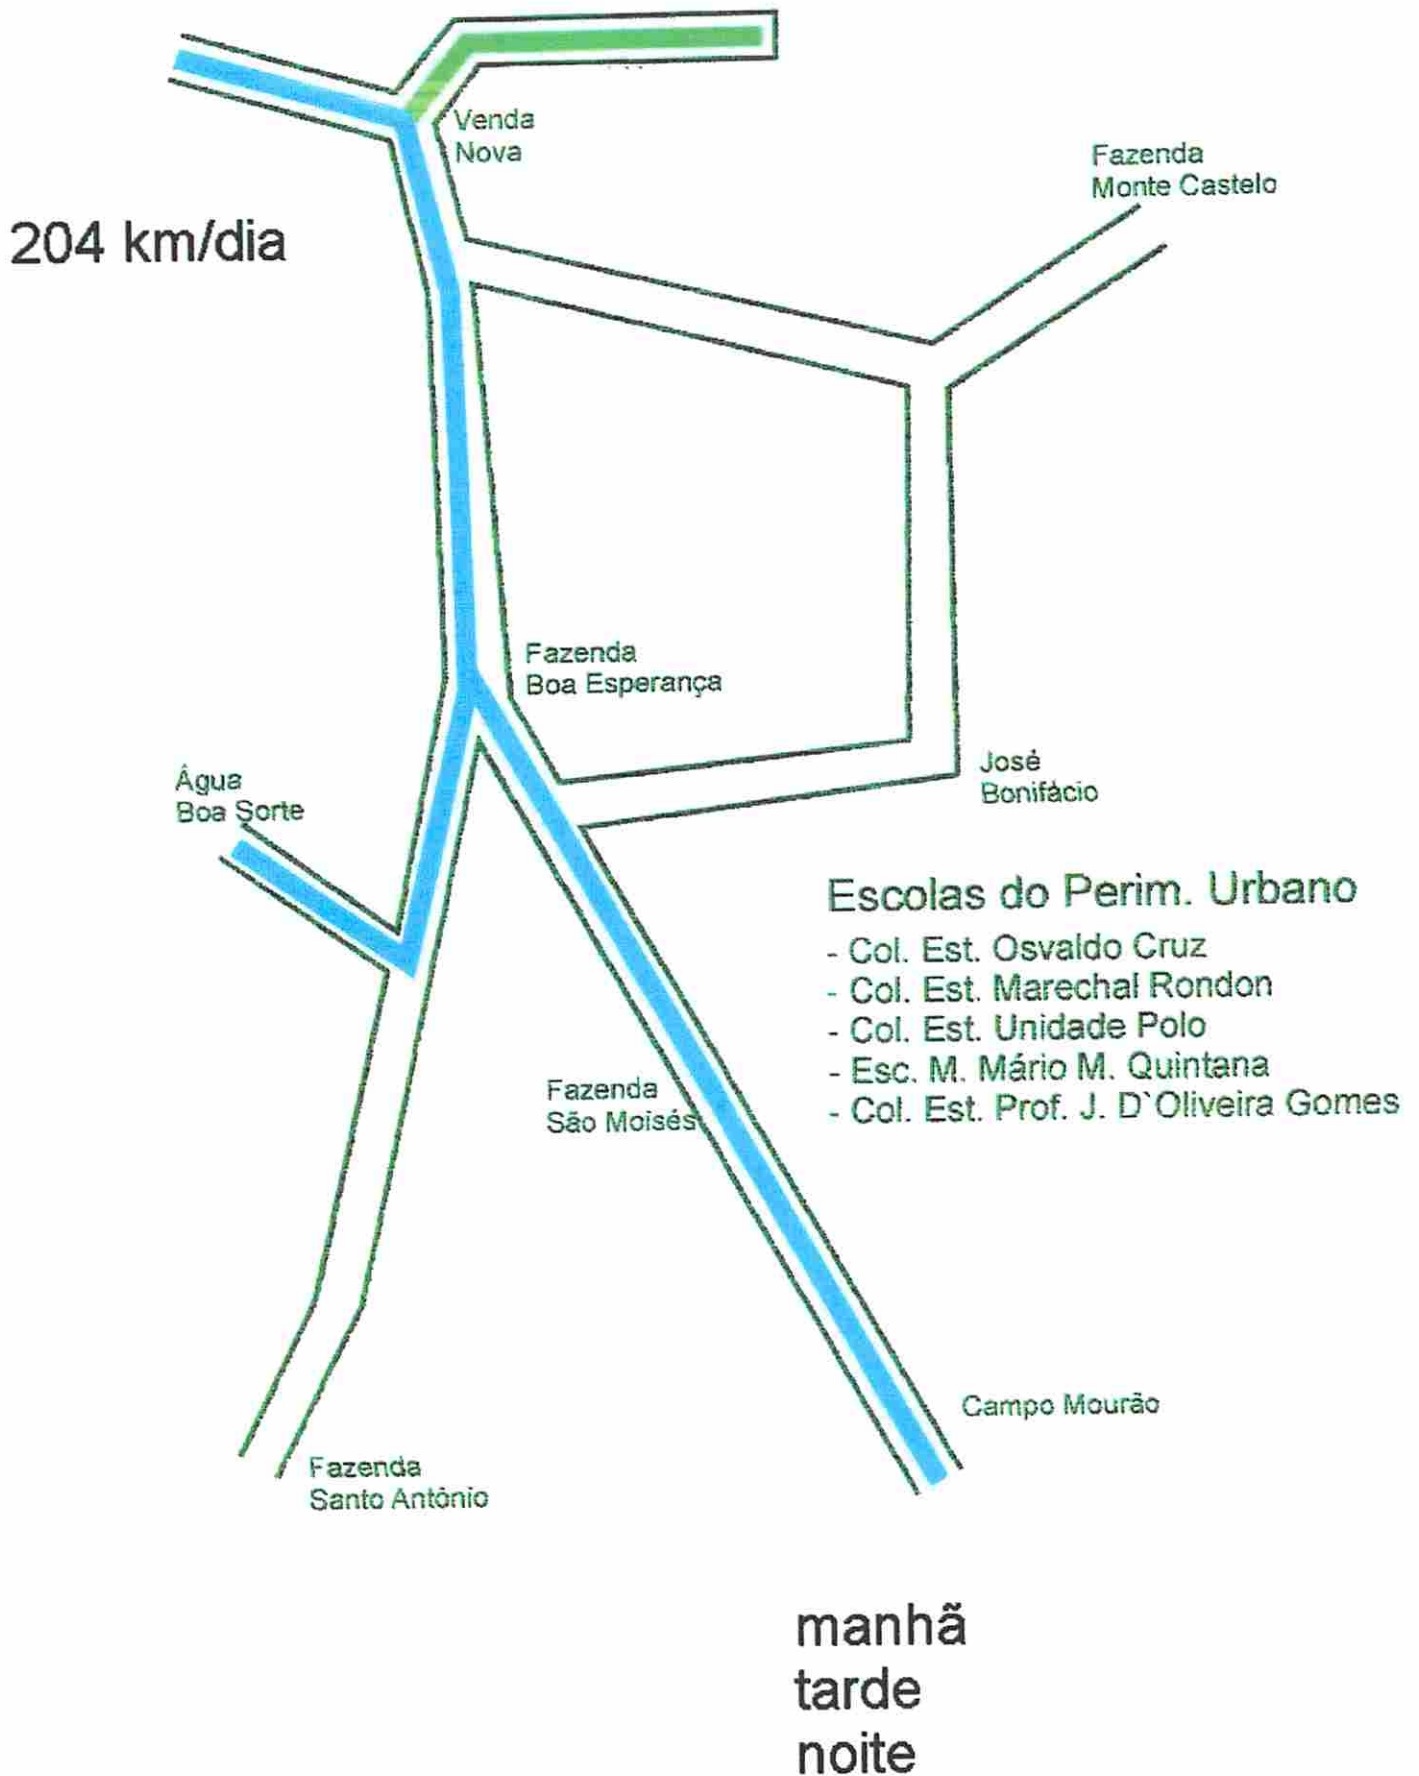 Venda
Nova
Fazenda
Monte Castelo
204 km/dia
Fazenda
Boa Esperança
Água
Boa Sorte
José
Bonifácio
Escolas do Perim. Urbano
- Col. Est. Osvaldo Cruz
- Col. Est. Marechal Rondon
- Col. Est. Unidade Polo
- Esc. M. Mário M. Quintana
- Col. Est. Prof. J. D`Oliveira Gomes
Fazenda
São Moisés
Campo Mourão
Fazenda
Santo Antônio
manhã
tarde
noite